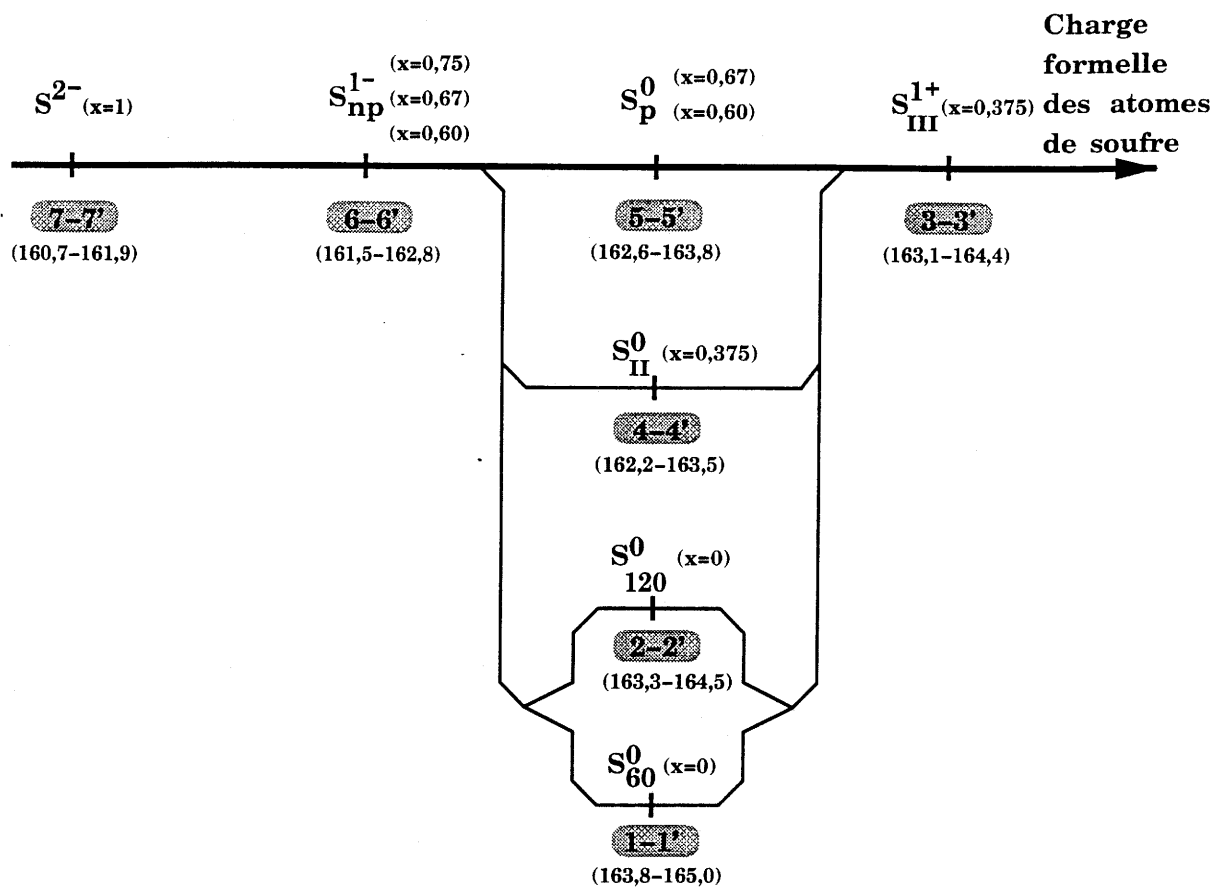 Charge
formelle
des atomes
de soufre
S²⁻ (x=1)
S¹⁻np (x=0,75)
(x=0,67)
(x=0,60)
S⁰p (x=0,67)
(x=0,60)
S¹⁺III (x=0,375)
7–7'
(160,7–161,9)
6–6'
(161,5–162,8)
5–5'
(162,6–163,8)
3–3'
(163,1–164,4)
S⁰II (x=0,375)
4–4'
(162,2–163,5)
S⁰120 (x=0)
2–2'
(163,3–164,5)
S⁰60 (x=0)
1–1'
(163,8–165,0)